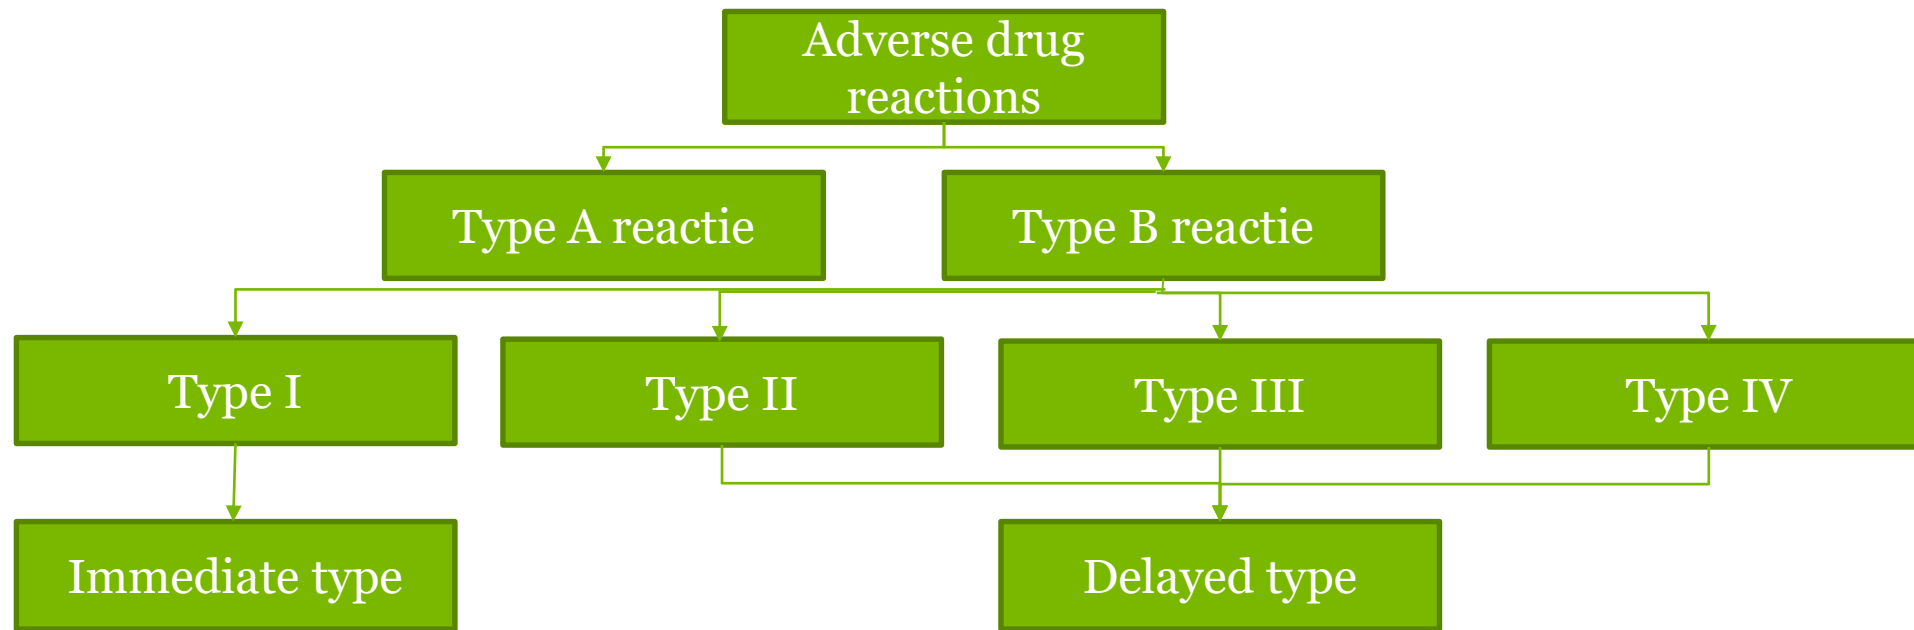 Adverse drug
reactions
Type A reactie
Type B reactie
Type I
Type II
Type III
Type IV
Immediate type
Delayed type